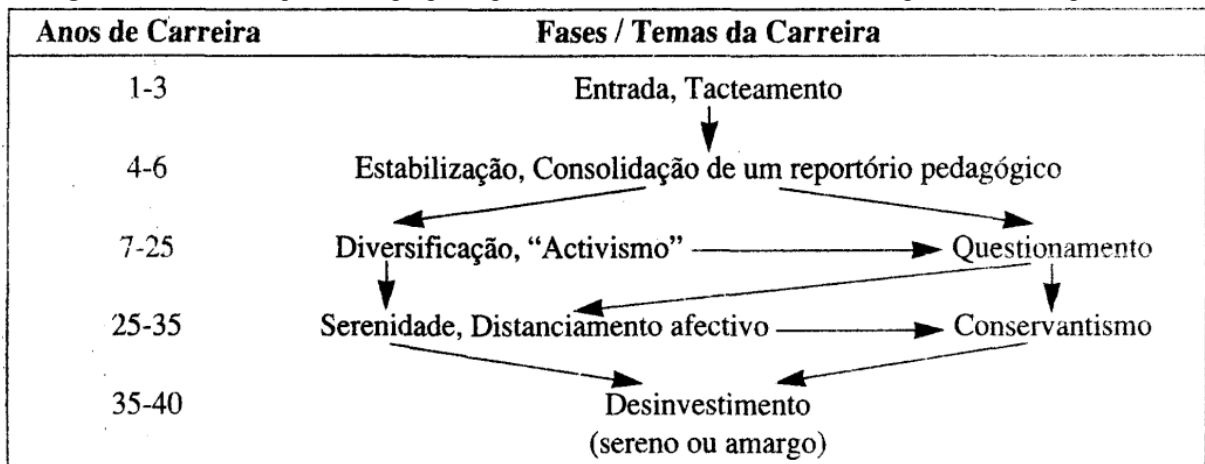 Anos de Carreira Fases / Temas da Carreira
1-3 Entrada, Tacteamento
4-6 Estabilização, Consolidação de um reportório pedagógico
7-25 Diversificação, “Activismo” Questionamento
25-35 Serenidade, Distanciamento afectivo Conservantismo
35-40 Desinvestimento
(sereno ou amargo)